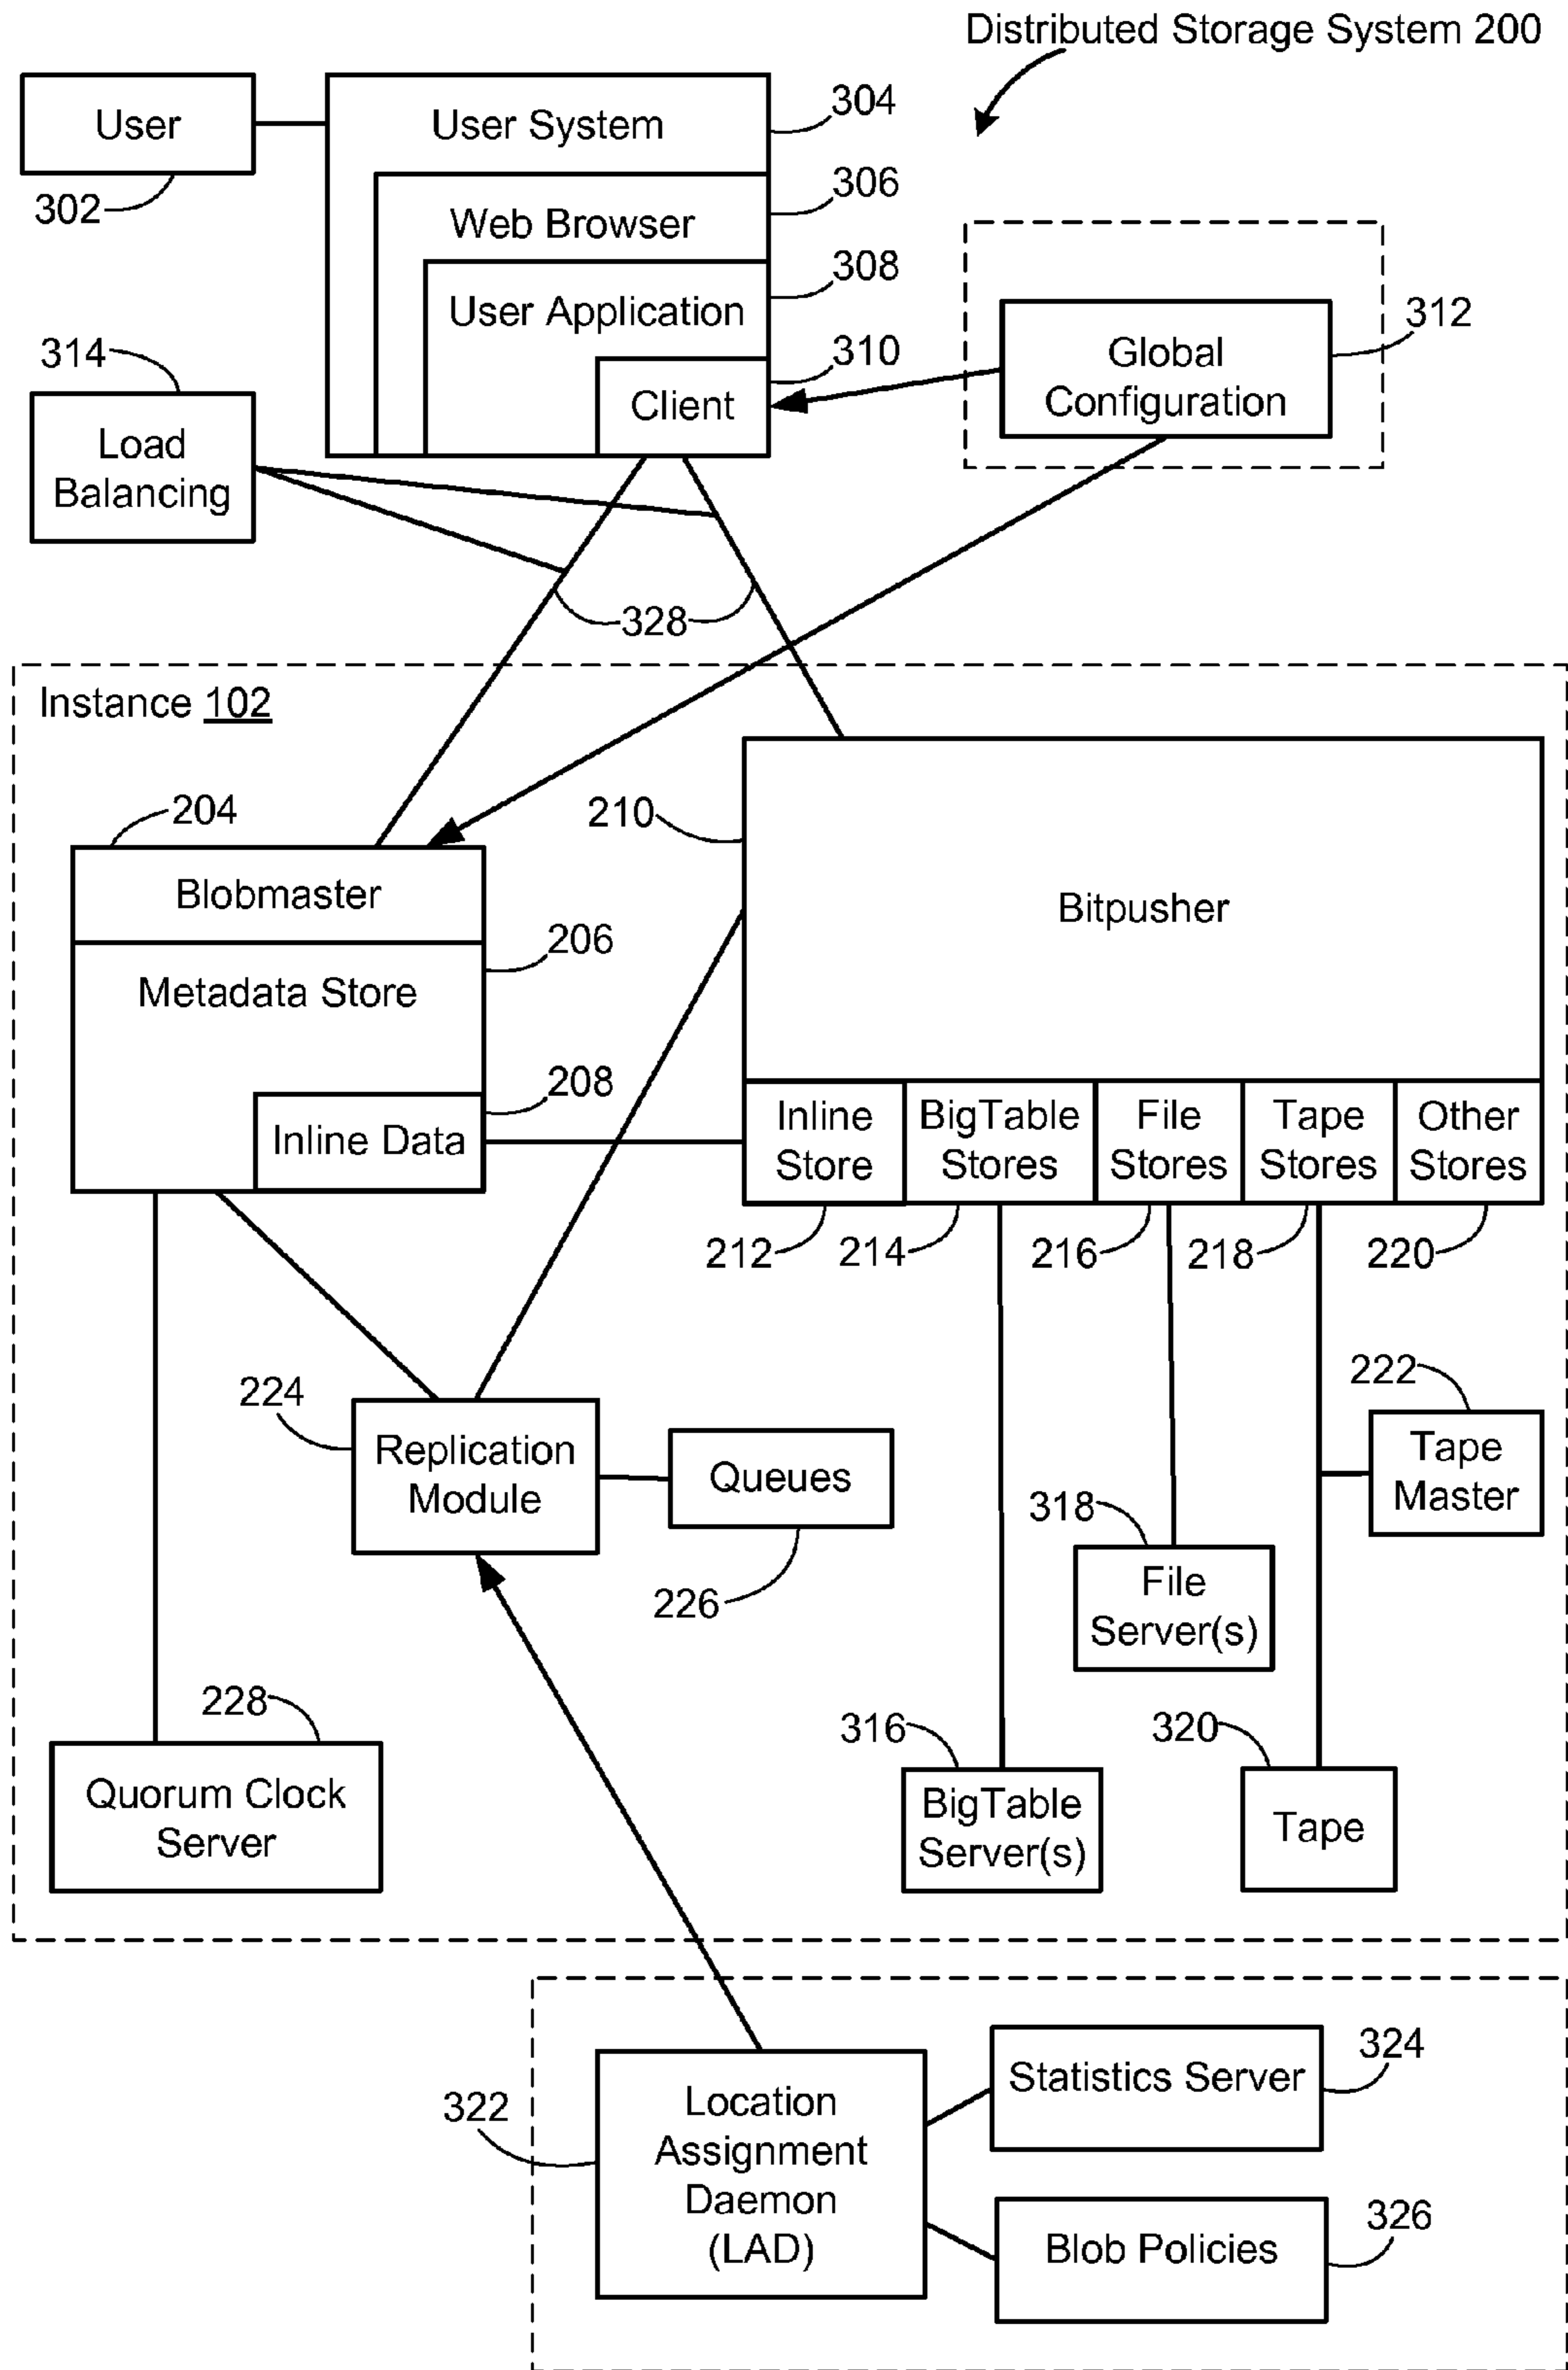 Distributed Storage System 200
User
302
User System
304
Web Browser
306
User Application
308
Client
310
Global
Configuration
312
314
Load
Balancing
328
Instance 102
204
Blobmaster
206
Metadata Store
208
Inline Data
210
Bitpusher
Inline
Store
BigTable
Stores
File
Stores
Tape
Stores
Other
Stores
212
214
216
218
220
224
Replication
Module
Queues
226
222
Tape
Master
318
File
Server(s)
228
Quorum Clock
Server
316
BigTable
Server(s)
320
Tape
322
Location
Assignment
Daemon
(LAD)
Statistics Server
324
Blob Policies
326